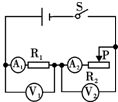 S
A₁ R₁ A₂ P
R₂
V₁ V₂